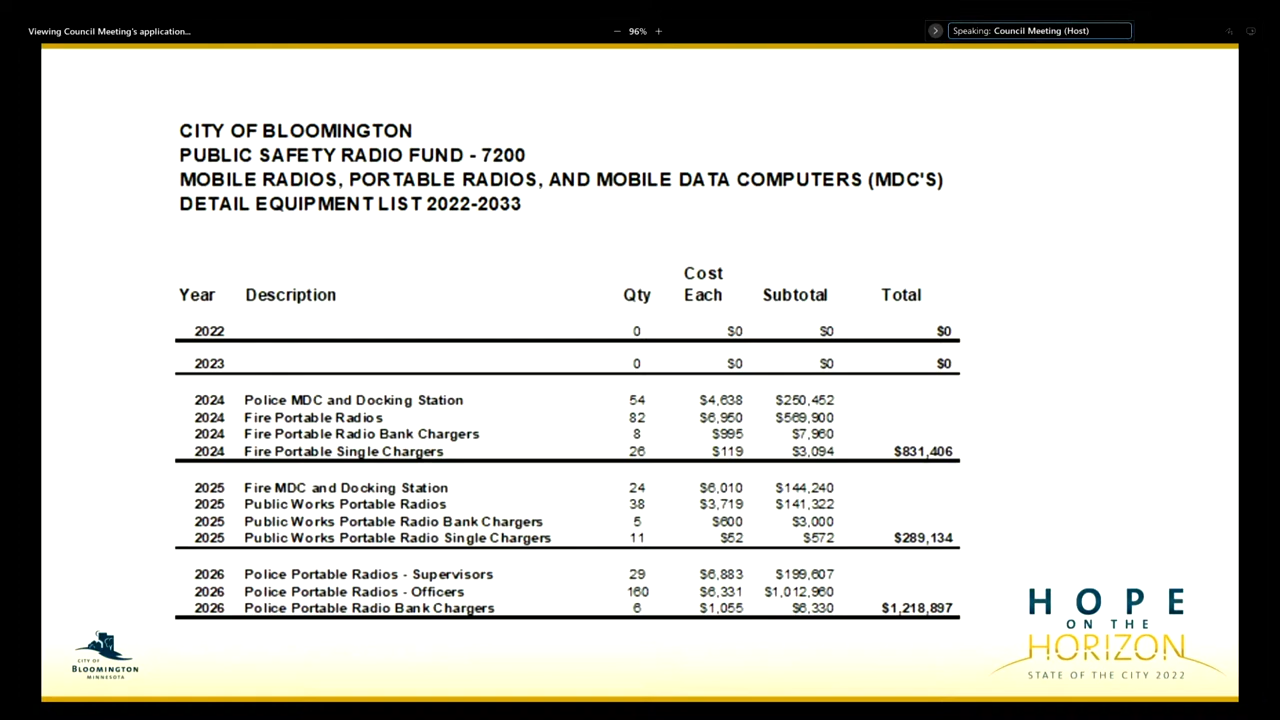 Viewing Council Meeting's application...
− 96% +
Speaking: Council Meeting (Host)
CITY OF BLOOMINGTON
PUBLIC SAFETY RADIO FUND - 7200
MOBILE RADIOS, PORTABLE RADIOS, AND MOBILE DATA COMPUTERS (MDC'S)
DETAIL EQUIPMENT LIST 2022-2033
Year Description Qty Cost Each Subtotal Total
2022 0 $0 $0 $0
2023 0 $0 $0 $0
2024 Police MDC and Docking Station 54 $4,638 $250,452
2024 Fire Portable Radios 82 $6,950 $569,900
2024 Fire Portable Radio Bank Chargers 8 $995 $7,960
2024 Fire Portable Single Chargers 26 $119 $3,094 $831,406
2025 Fire MDC and Docking Station 24 $6,010 $144,240
2025 Public Works Portable Radios 38 $3,719 $141,322
2025 Public Works Portable Radio Bank Chargers 5 $600 $3,000
2025 Public Works Portable Radio Single Chargers 11 $52 $572 $289,134
2026 Police Portable Radios - Supervisors 29 $6,883 $199,607
2026 Police Portable Radios - Officers 160 $6,331 $1,012,960
2026 Police Portable Radio Bank Chargers 6 $1,055 $6,330 $1,218,897
CITY OF
BLOOMINGTON
MINNESOTA
HOPE
ON THE
HORIZON
STATE OF THE CITY 2022